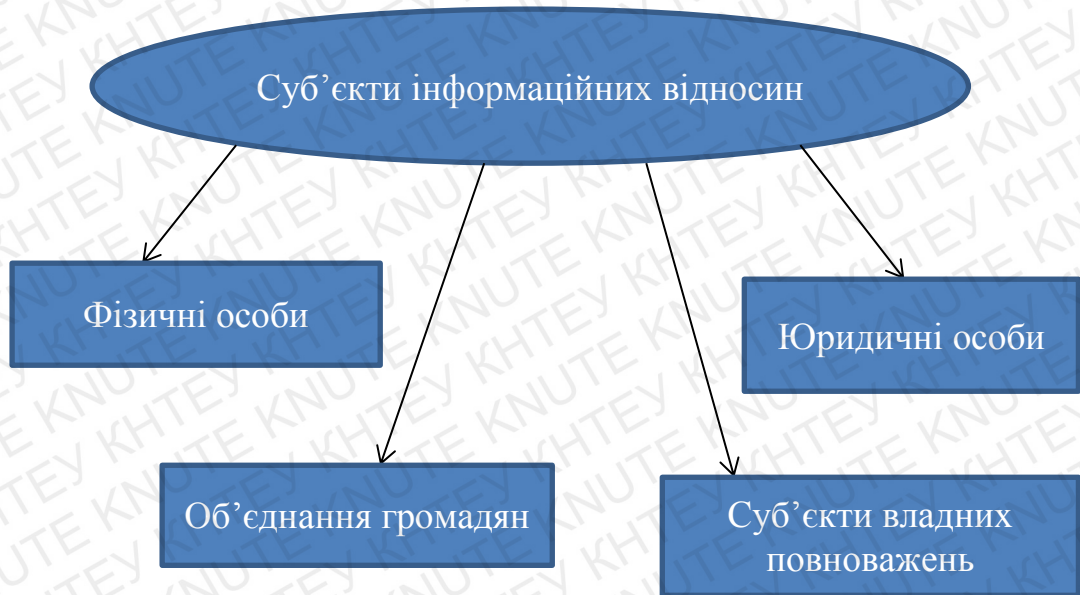 Суб’єкти інформаційних відносин
Фізичні особи
Юридичні особи
Об’єднання громадян
Суб’єкти владних
повноважень